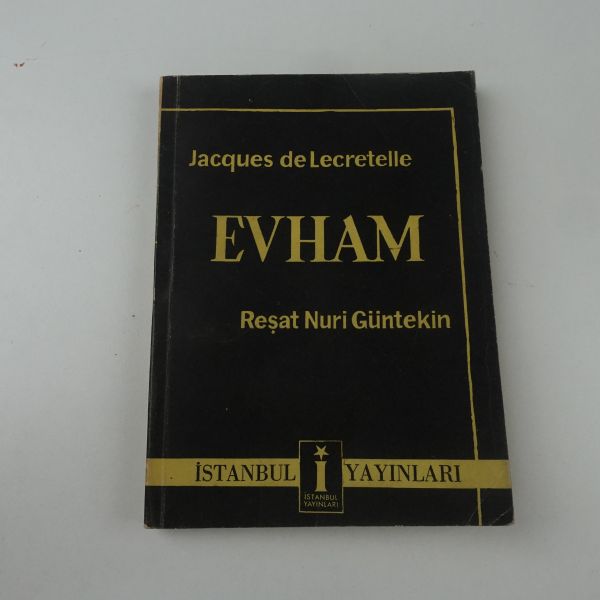 Jacques de Lecretelle
EVHAM
Reşat Nuri Güntekin
İSTANBUL İ YAYINLARI
İSTANBUL
YAYINLARI